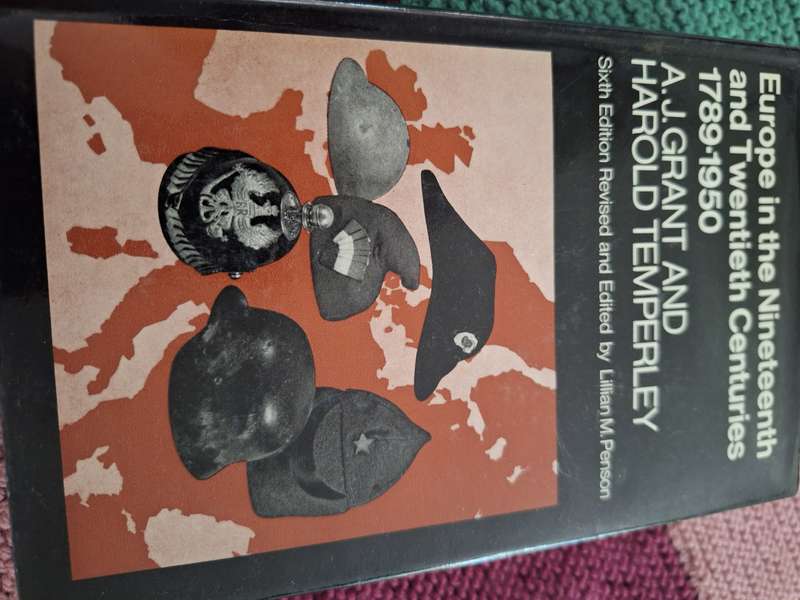 Europe in the Nineteenth
and Twentieth Centuries
1789-1950
A.J.GRANT AND
HAROLD TEMPERLEY
Sixth Edition Revised and Edited by Lillian M. Penson